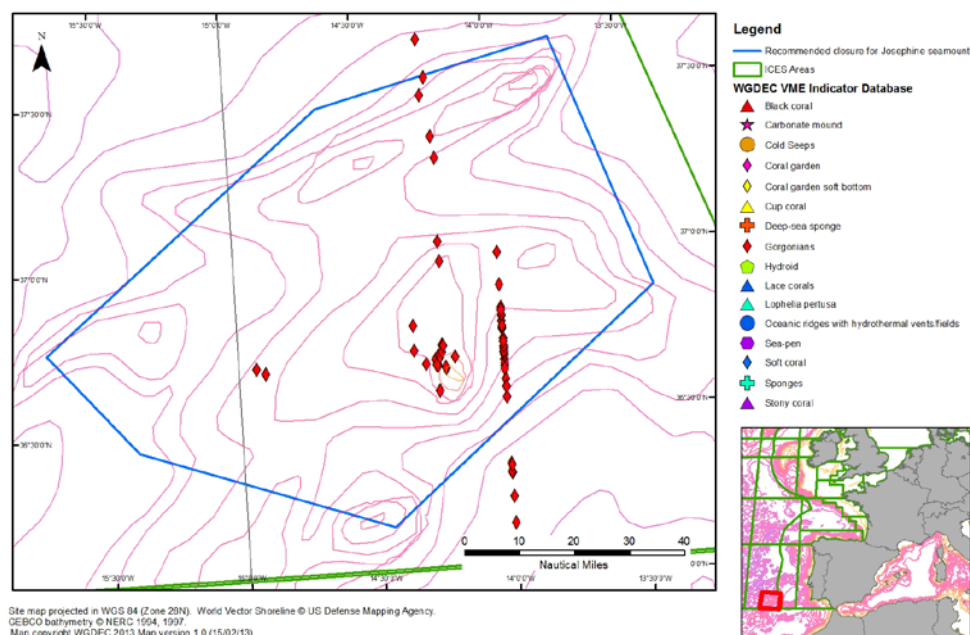 15°30'0"W
15°0'0"W
14°30'0"W
14°0'0"W
13°30'0"W
N
37°30'0"N
37°30'0"N
37°0'0"N
37°0'0"N
36°30'0"N
36°30'0"N
0 10 20 30 40
Nautical Miles
15°30'0"W
14°30'0"W
14°0'0"W
13°30'0"W
Legend
Recommended closure for Josephine seamount
ICES Areas
WGDEC VME Indicator Database
Black coral
Carbonate mound
Cold Seeps
Coral garden
Coral garden soft bottom
Cup coral
Deep-sea sponge
Gorgonians
Hydroid
Lace corals
Lophelia pertusa
Oceanic ridges with hydrothermal vents/fields
Sea-pen
Soft coral
Sponges
Stony coral
Site map projected in WGS 84 (Zone 28N). World Vector Shoreline © US Defense Mapping Agency.
GEBCO bathymetry © NERC 1994, 1997.
Map copyright WGDEC 2013 Map version 1.0 (15/02/13)